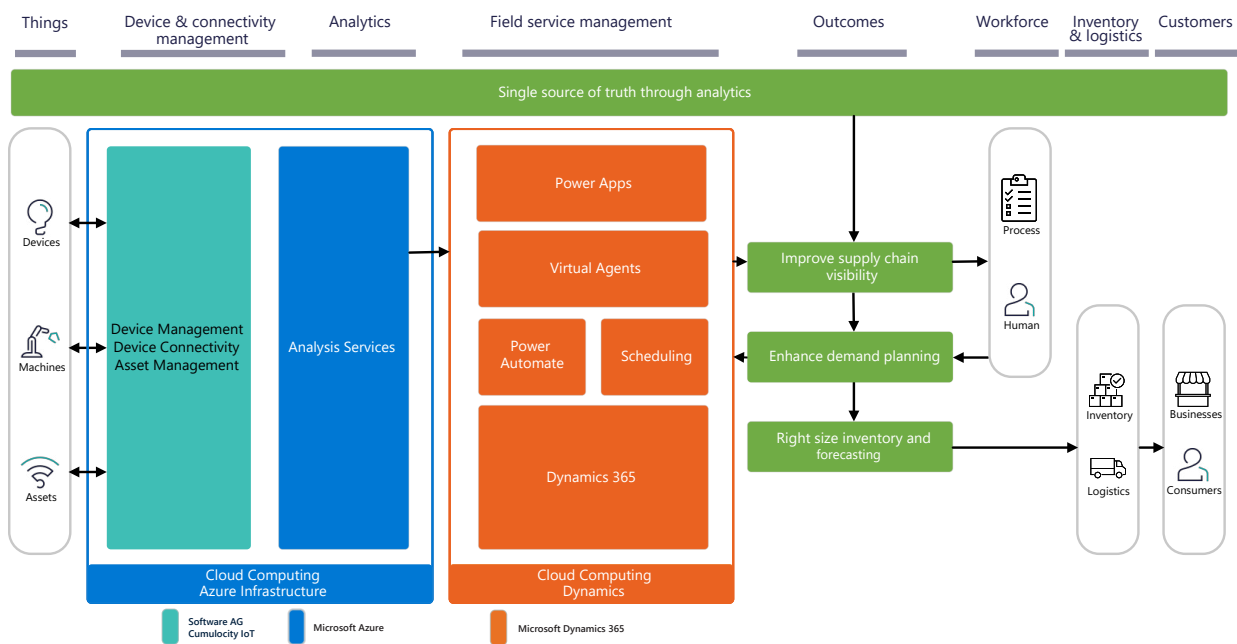 Things
Device & connectivity
management
Analytics
Field service management
Outcomes
Workforce
Inventory
& logistics
Customers
Single source of truth through analytics
Devices
Machines
Assets
Device Management
Device Connectivity
Asset Management
Analysis Services
Cloud Computing
Azure Infrastructure
Power Apps
Virtual Agents
Power
Automate
Scheduling
Dynamics 365
Cloud Computing
Dynamics
Improve supply chain
visibility
Enhance demand planning
Right size inventory and
forecasting
Process
Human
Inventory
Logistics
Businesses
Consumers
Software AG
Cumulocity IoT
Microsoft Azure
Microsoft Dynamics 365